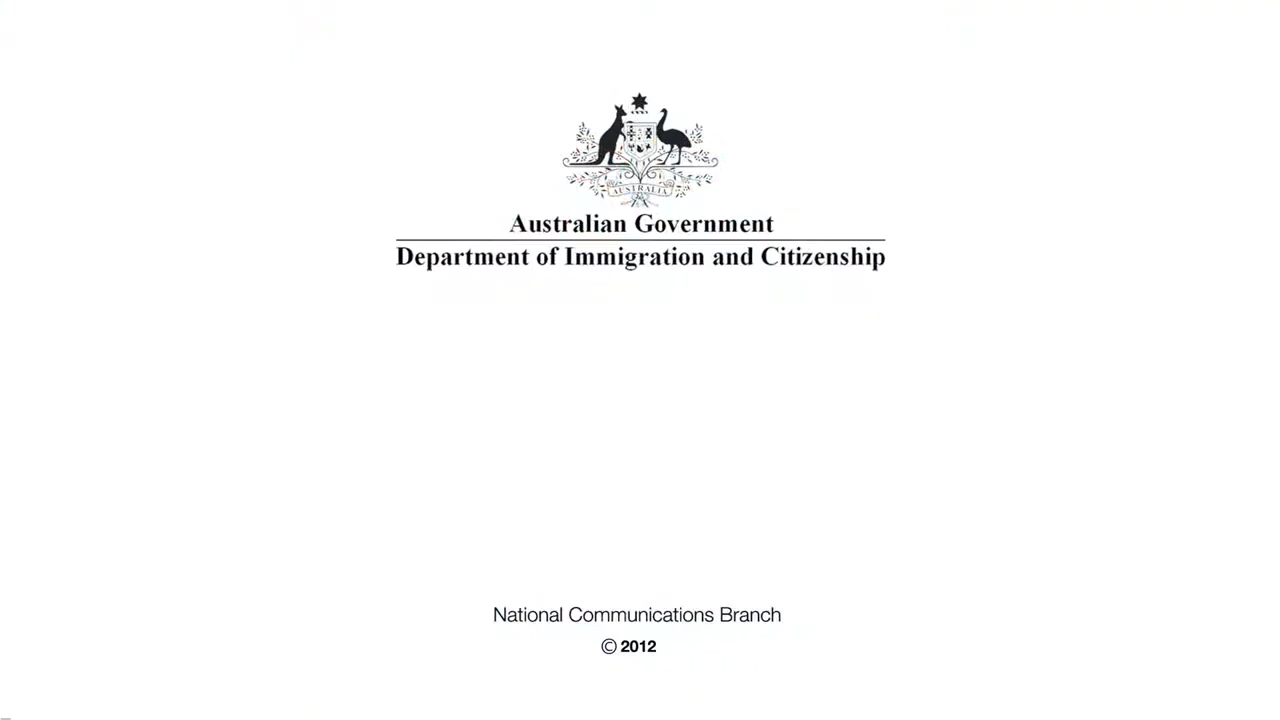 AUSTRALIA
Australian Government
Department of Immigration and Citizenship
National Communications Branch
© 2012